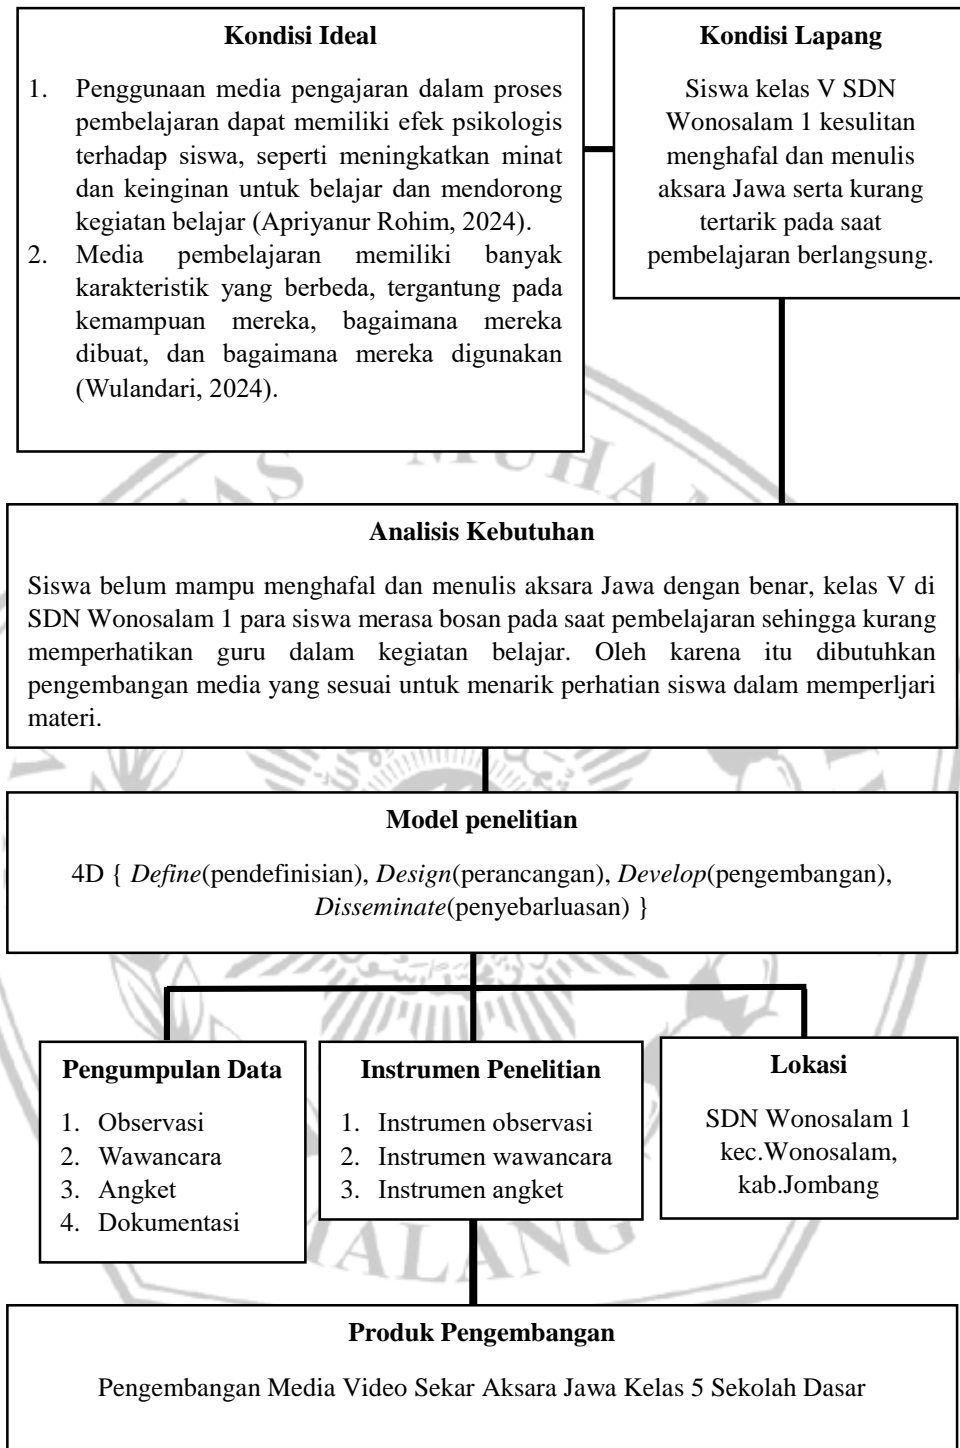 Kondisi Ideal
1. Penggunaan media pengajaran dalam proses
pembelajaran dapat memiliki efek psikologis
terhadap siswa, seperti meningkatkan minat
dan keinginan untuk belajar dan mendorong
kegiatan belajar (Apriyanur Rohim, 2024).
2. Media pembelajaran memiliki banyak
karakteristik yang berbeda, tergantung pada
kemampuan mereka, bagaimana mereka
dibuat, dan bagaimana mereka digunakan
(Wulandari, 2024).
Kondisi Lapang
Siswa kelas V SDN
Wonosalam 1 kesulitan
menghafal dan menulis
aksara Jawa serta kurang
tertarik pada saat
pembelajaran berlangsung.
AS MUHA
Analisis Kebutuhan
Siswa belum mampu menghafal dan menulis aksara Jawa dengan benar, kelas V di
SDN Wonosalam 1 para siswa merasa bosan pada saat pembelajaran sehingga kurang
memperhatikan guru dalam kegiatan belajar. Oleh karena itu dibutuhkan
pengembangan media yang sesuai untuk menarik perhatian siswa dalam memperljari
materi.
Model penelitian
4D { Define(pendefinisian), Design(perancangan), Develop(pengembangan),
Disseminate(penyebarluasan) }
Pengumpulan Data
1. Observasi
2. Wawancara
3. Angket
4. Dokumentasi
Instrumen Penelitian
1. Instrumen observasi
2. Instrumen wawancara
3. Instrumen angket
Lokasi
SDN Wonosalam 1
kec.Wonosalam,
kab.Jombang
MALANG
Produk Pengembangan
Pengembangan Media Video Sekar Aksara Jawa Kelas 5 Sekolah Dasar